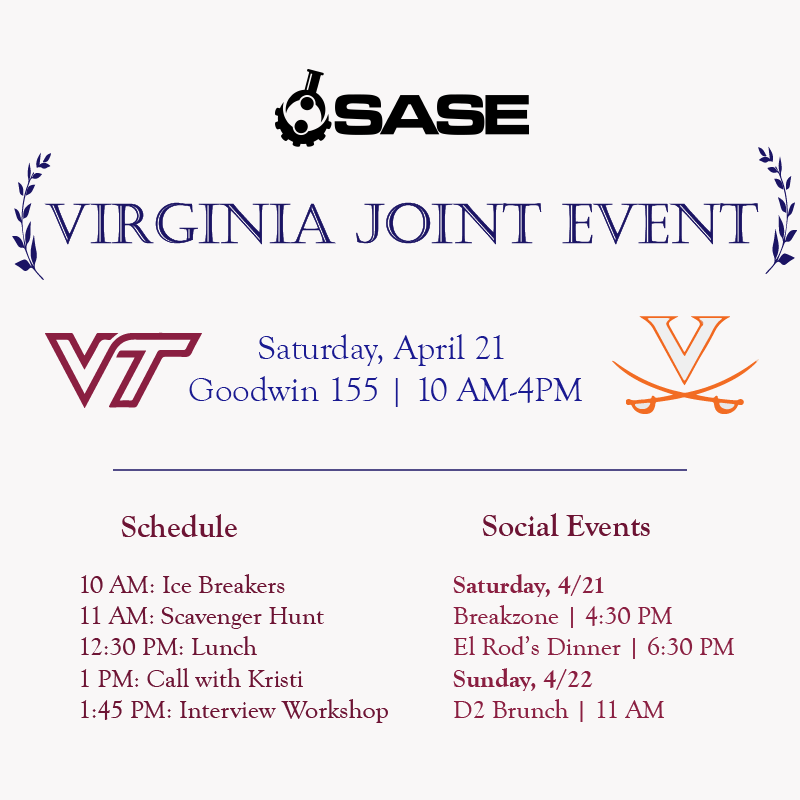 SASE
VIRGINIA JOINT EVENT
VT
Saturday, April 21
Goodwin 155 | 10 AM-4PM
V
Schedule
10 AM: Ice Breakers
11 AM: Scavenger Hunt
12:30 PM: Lunch
1 PM: Call with Kristi
1:45 PM: Interview Workshop
Social Events
Saturday, 4/21
Breakzone | 4:30 PM
El Rod's Dinner | 6:30 PM
Sunday, 4/22
D2 Brunch | 11 AM